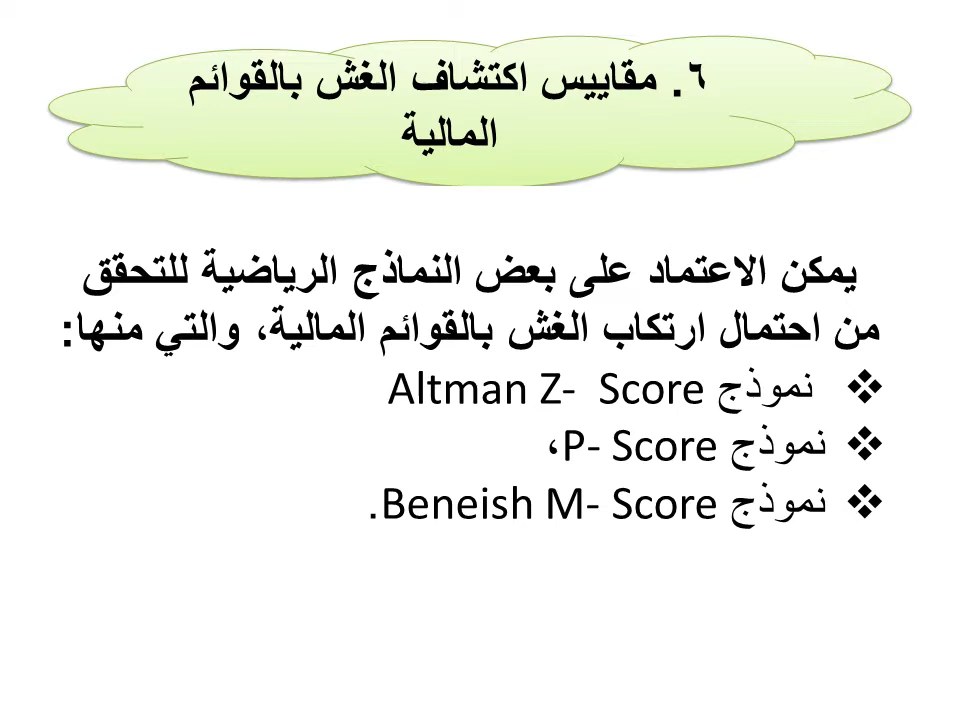 ٦. مقاييس اكتشاف الغش بالقوائم
المالية
يمكن الاعتماد على بعض النماذج الرياضية للتحقق
من احتمال ارتكاب الغش بالقوائم المالية، والتي منها:
❖ نموذج Altman Z- Score
❖ نموذج P- Score،
❖ نموذج Beneish M- Score.